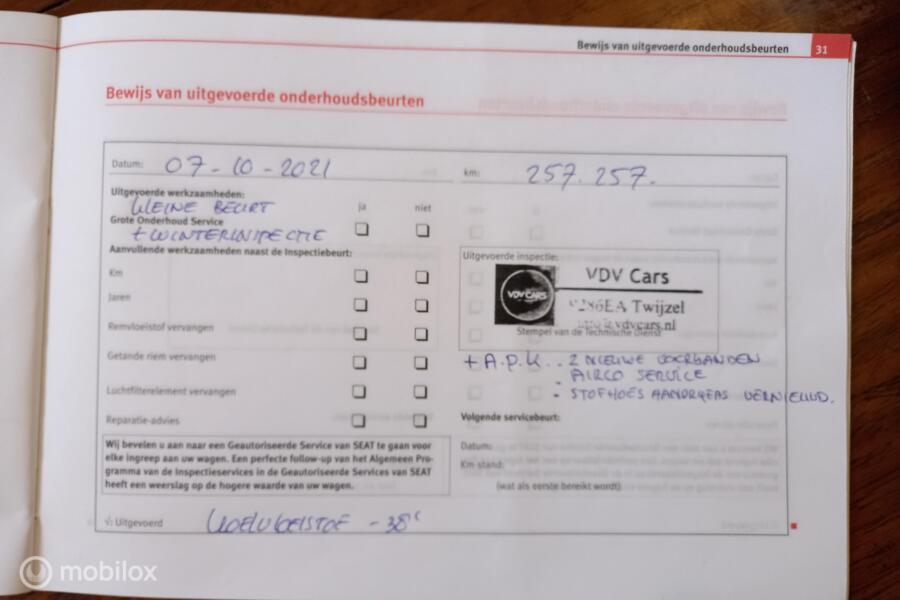 Bewijs van uitgevoerde onderhoudsbeurten 31
Bewijs van uitgevoerde onderhoudsbeurten
Datum: 07-10-2021 km: 257.257.
Uitgevoerde werkzaamheden:
KLEINE BEURT ja niet
Grote Onderhoud Service
+ WINTERINSPECTIE
Aanvullende werkzaamheden naast de Inspectiebeurt:
Uitgevoerde inspectie:
VDV CARS
VDV Cars
Twijzel
Stempel van de Technische Dienst
Km
Jaren
Remvloeistof vervangen
Getande riem vervangen
Luchtfilterelement vervangen
Reparatie-advies
+ A.P.K. . 2 NIEUWE VOORBANDEN
- AIRCO SERVICE
- STOFHOES AANDRIJFAS VERNIEUWD.
Volgende servicebeurt:
Datum:
Km-stand:
(wat als eerste bereikt wordt)
Wij bevelen u aan naar een Geautoriseerde Service van SEAT te gaan voor
elke ingreep aan uw wagen. Een perfecte follow-up van het Algemeen Pro-
gramma van de Inspectieservices in de Geautoriseerde Services van SEAT
heeft een weerslag op de hogere waarde van uw wagen.
√: Uitgevoerd KOELVLOEISTOF -38°
mobilox